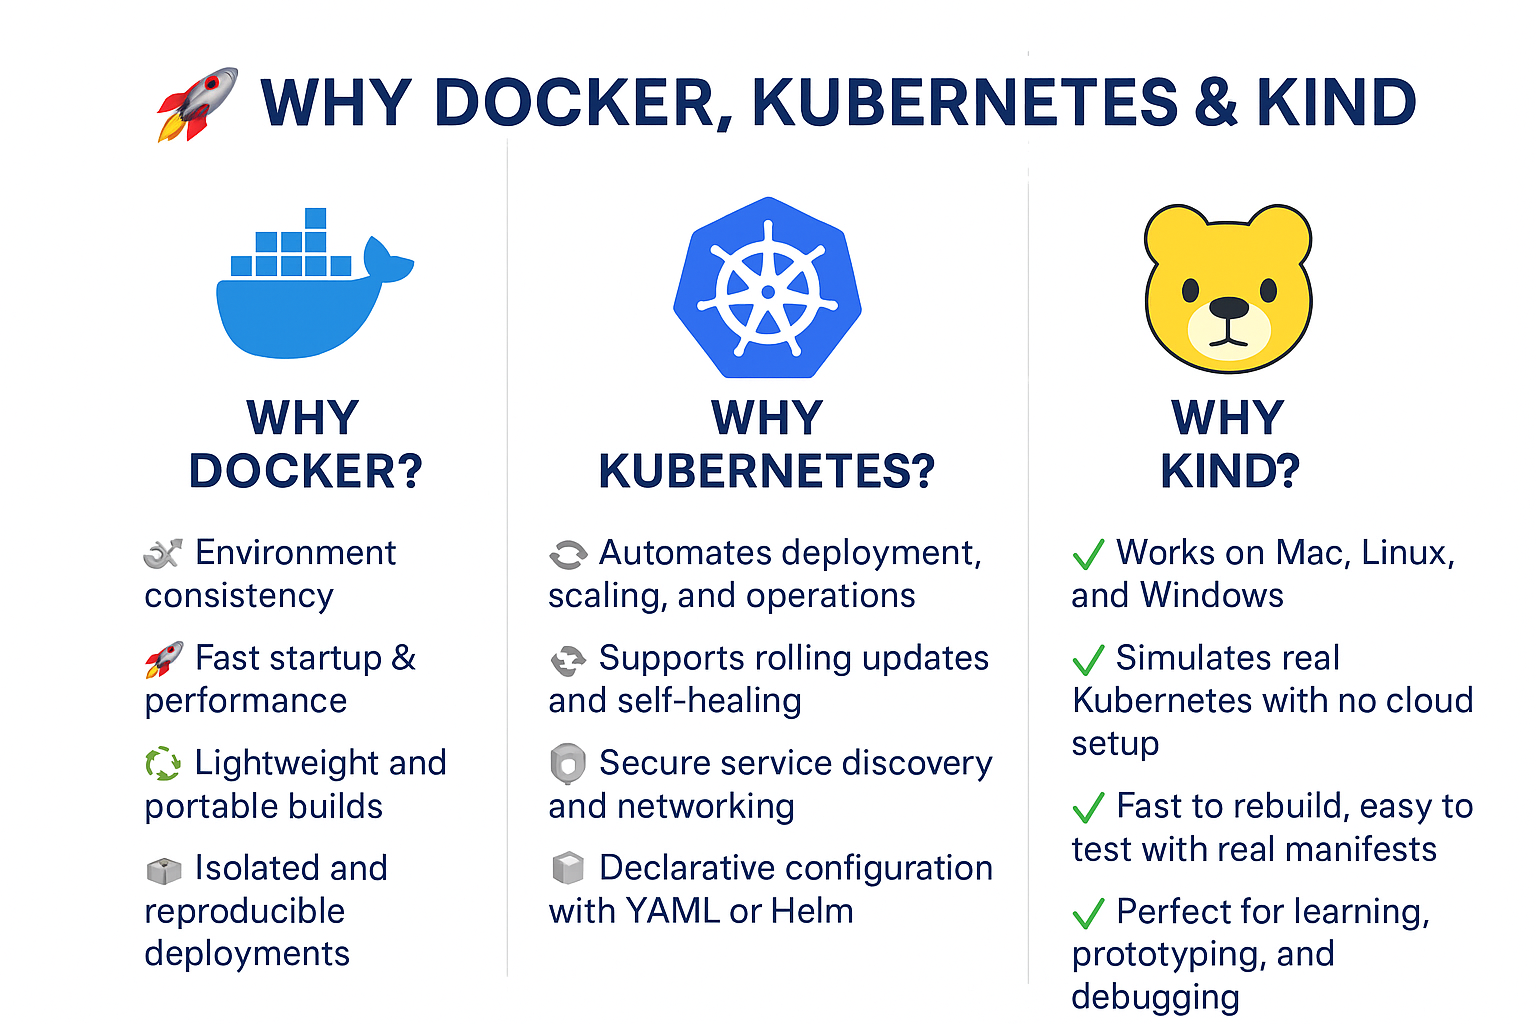 WHY DOCKER, KUBERNETES & KIND
WHY
DOCKER?
Environment
consistency
Fast startup &
performance
Lightweight and
portable builds
Isolated and
reproducible
deployments
WHY
KUBERNETES?
Automates deployment,
scaling, and operations
Supports rolling updates
and self-healing
Secure service discovery
and networking
Declarative configuration
with YAML or Helm
WHY
KIND?
Works on Mac, Linux,
and Windows
Simulates real
Kubernetes with no cloud
setup
Fast to rebuild, easy to
test with real manifests
Perfect for learning,
prototyping, and
debugging